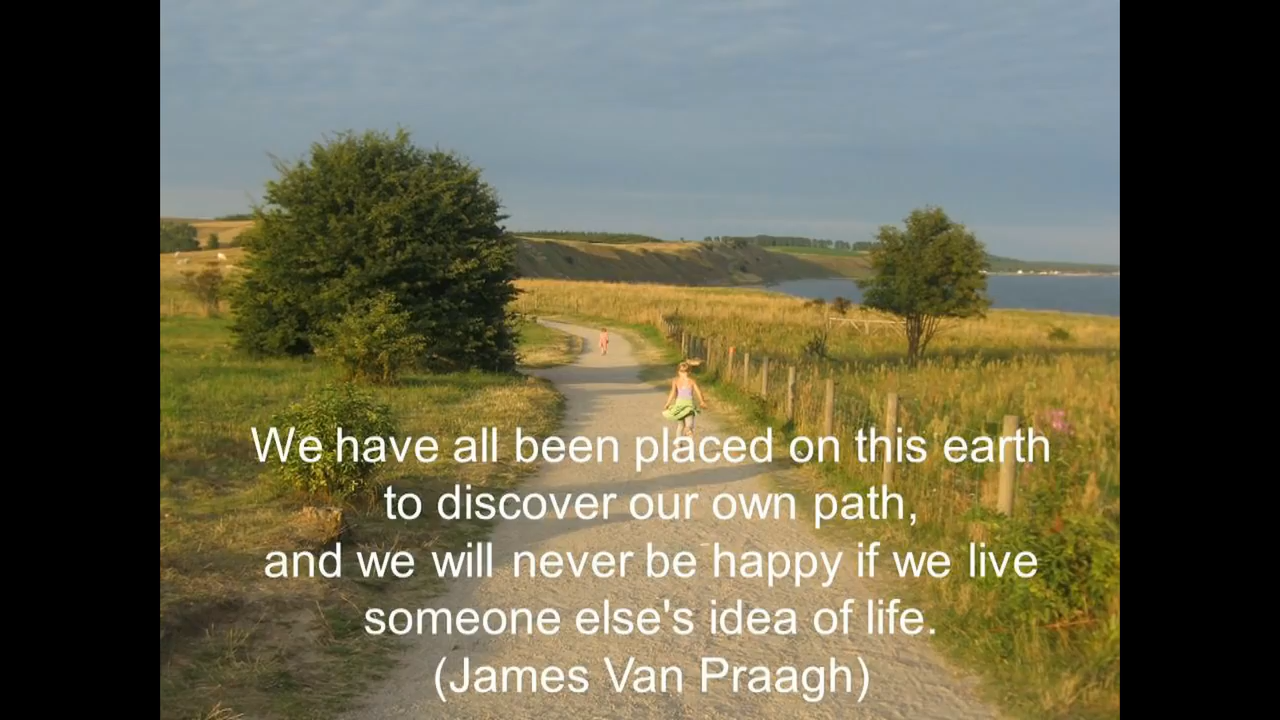 We have all been placed on this earth
to discover our own path,
and we will never be happy if we live
someone else's idea of life.
(James Van Praagh)